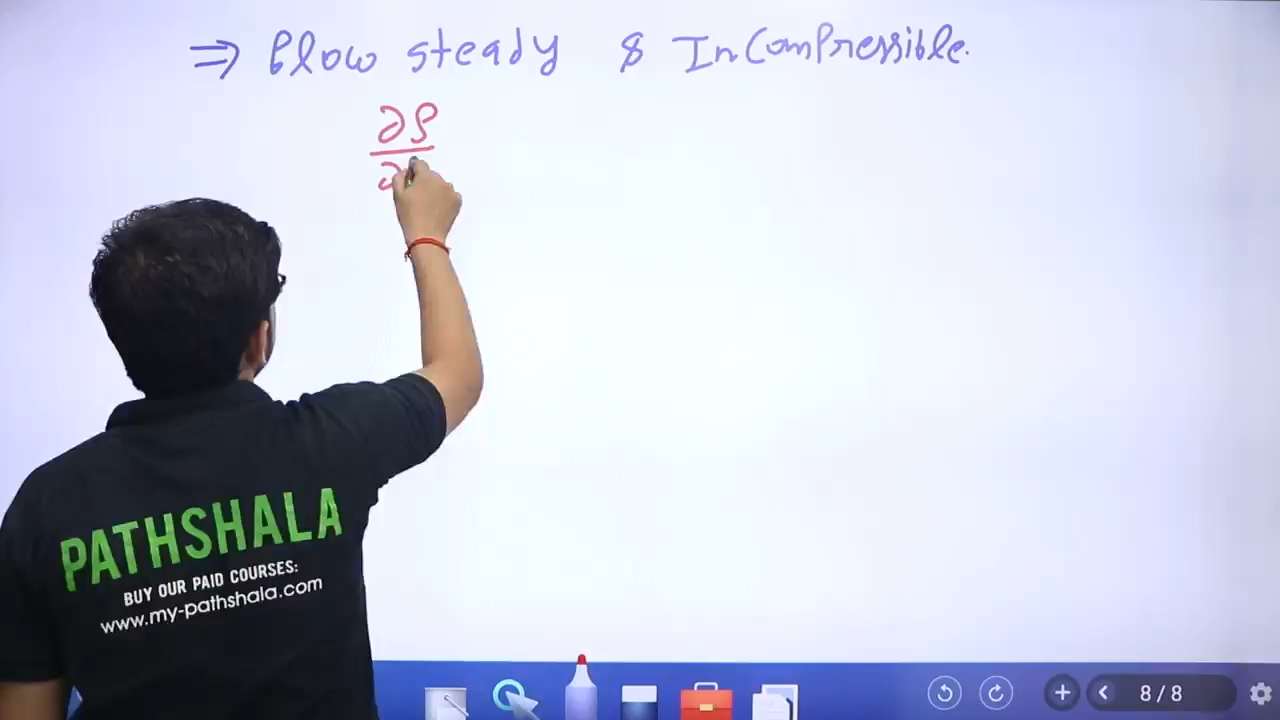 ⇒ Flow steady & InCompressible.
∂ρ
∂
PATHSHALA
BUY OUR PAID COURSES:
www.my-pathshala.com
8/8